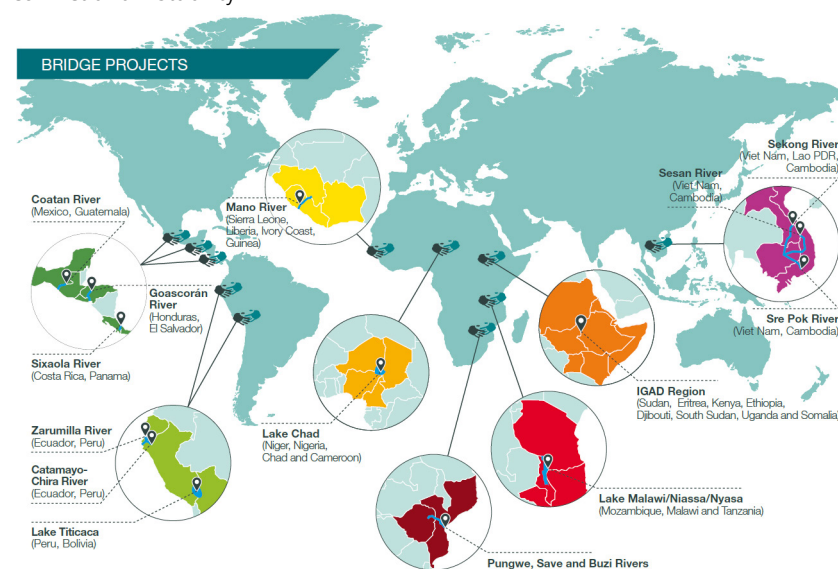 BRIDGE PROJECTS
Coatan River
(Mexico, Guatemala)
Goascorán
River
(Honduras,
El Salvador)
Sixaola River
(Costa Rica, Panama)
Zarumilla River
(Ecuador, Peru)
Catamayo-
Chira River
(Ecuador, Peru)
Lake Titicaca
(Peru, Bolivia)
Mano River
(Sierra Leone,
Liberia, Ivory Coast,
Guinea)
Lake Chad
(Niger, Nigeria,
Chad and Cameroon)
Pungwe, Save and Buzi Rivers
Lake Malawi/Niassa/Nyasa
(Mozambique, Malawi and Tanzania)
IGAD Region
(Sudan, Eritrea, Kenya, Ethiopia,
Djibouti, South Sudan, Uganda and Somalia)
Sesan River
(Viet Nam,
Cambodia)
Sekong River
(Viet Nam, Lao PDR,
Cambodia)
Sre Pok River
(Viet Nam, Cambodia)